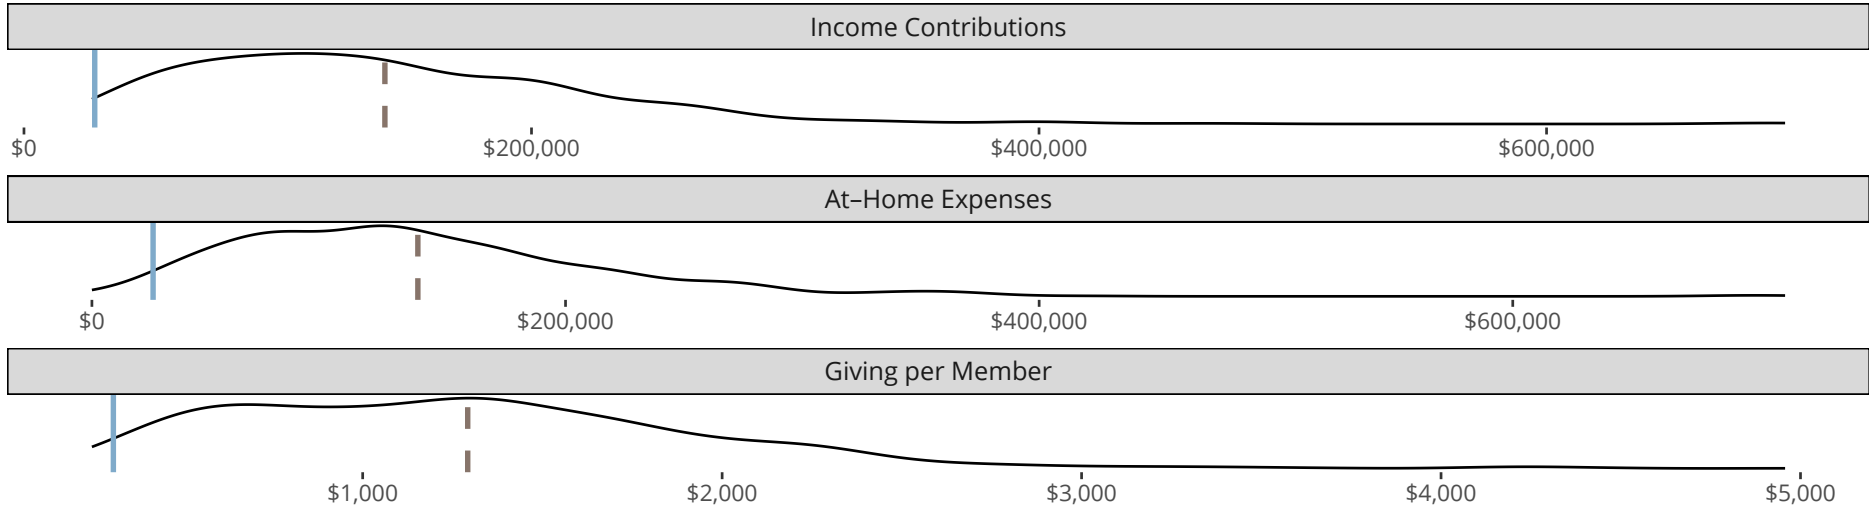 Income Contributions
$0 $200,000 $400,000 $600,000
At–Home Expenses
$0 $200,000 $400,000 $600,000
Giving per Member
$1,000 $2,000 $3,000 $4,000 $5,000